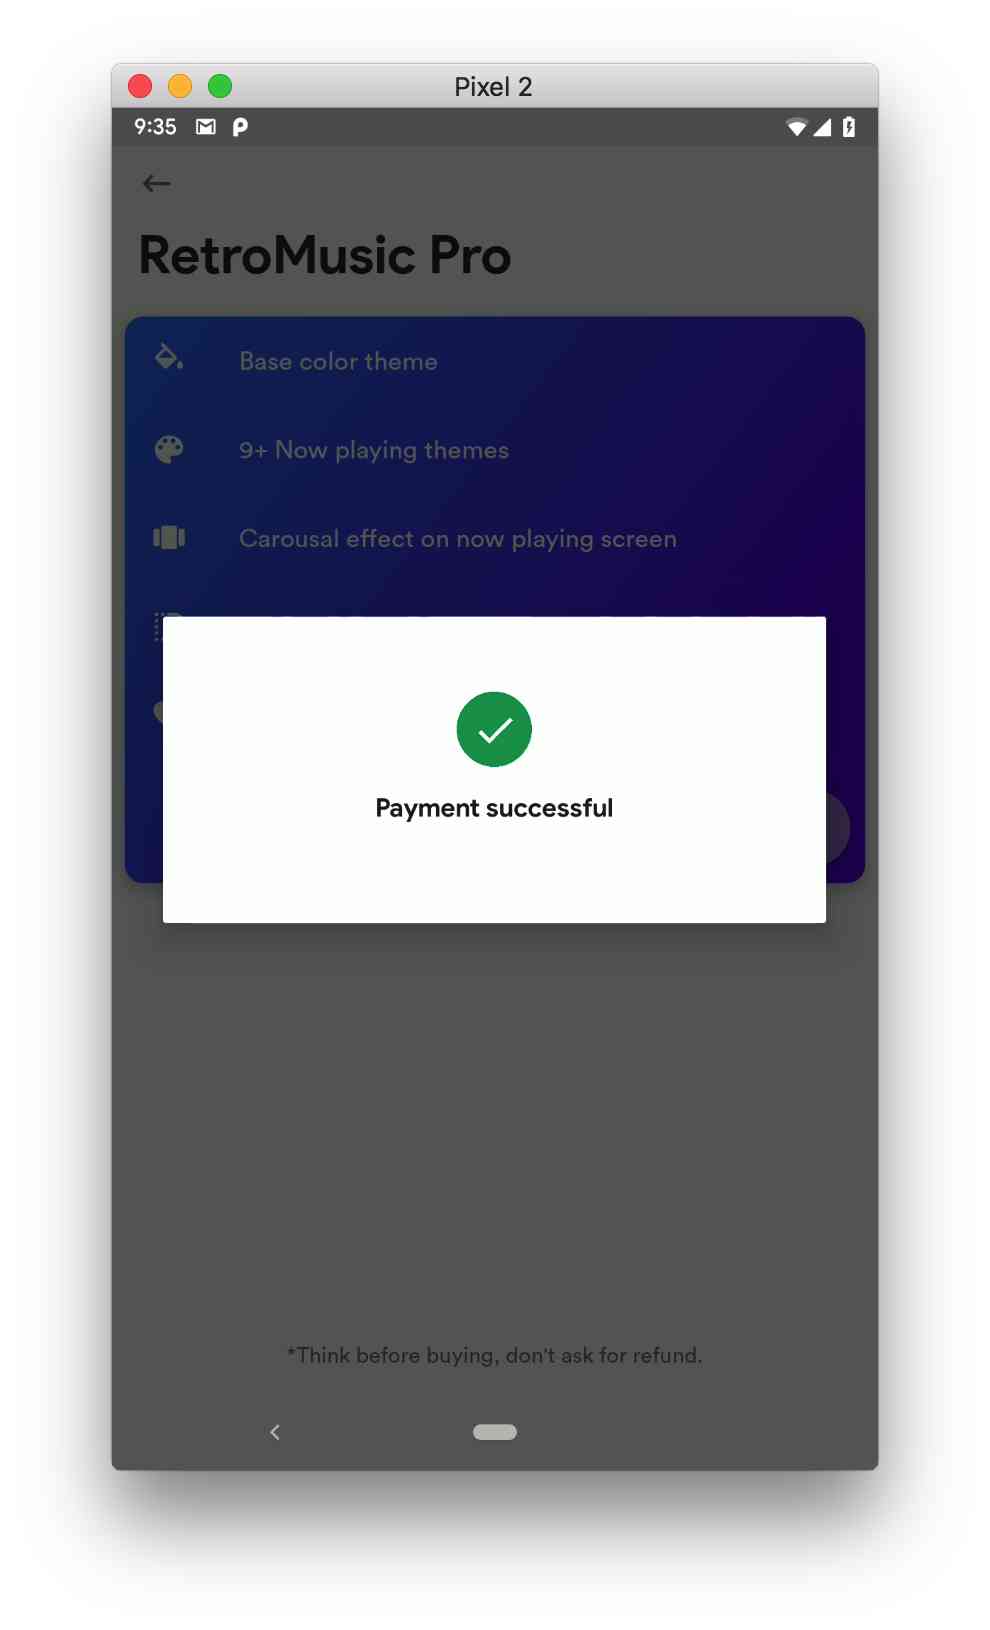 Pixel 2
9:35
RetroMusic Pro
Base color theme
9+ Now playing themes
Carousal effect on now playing screen
Payment successful
*Think before buying, don't ask for refund.